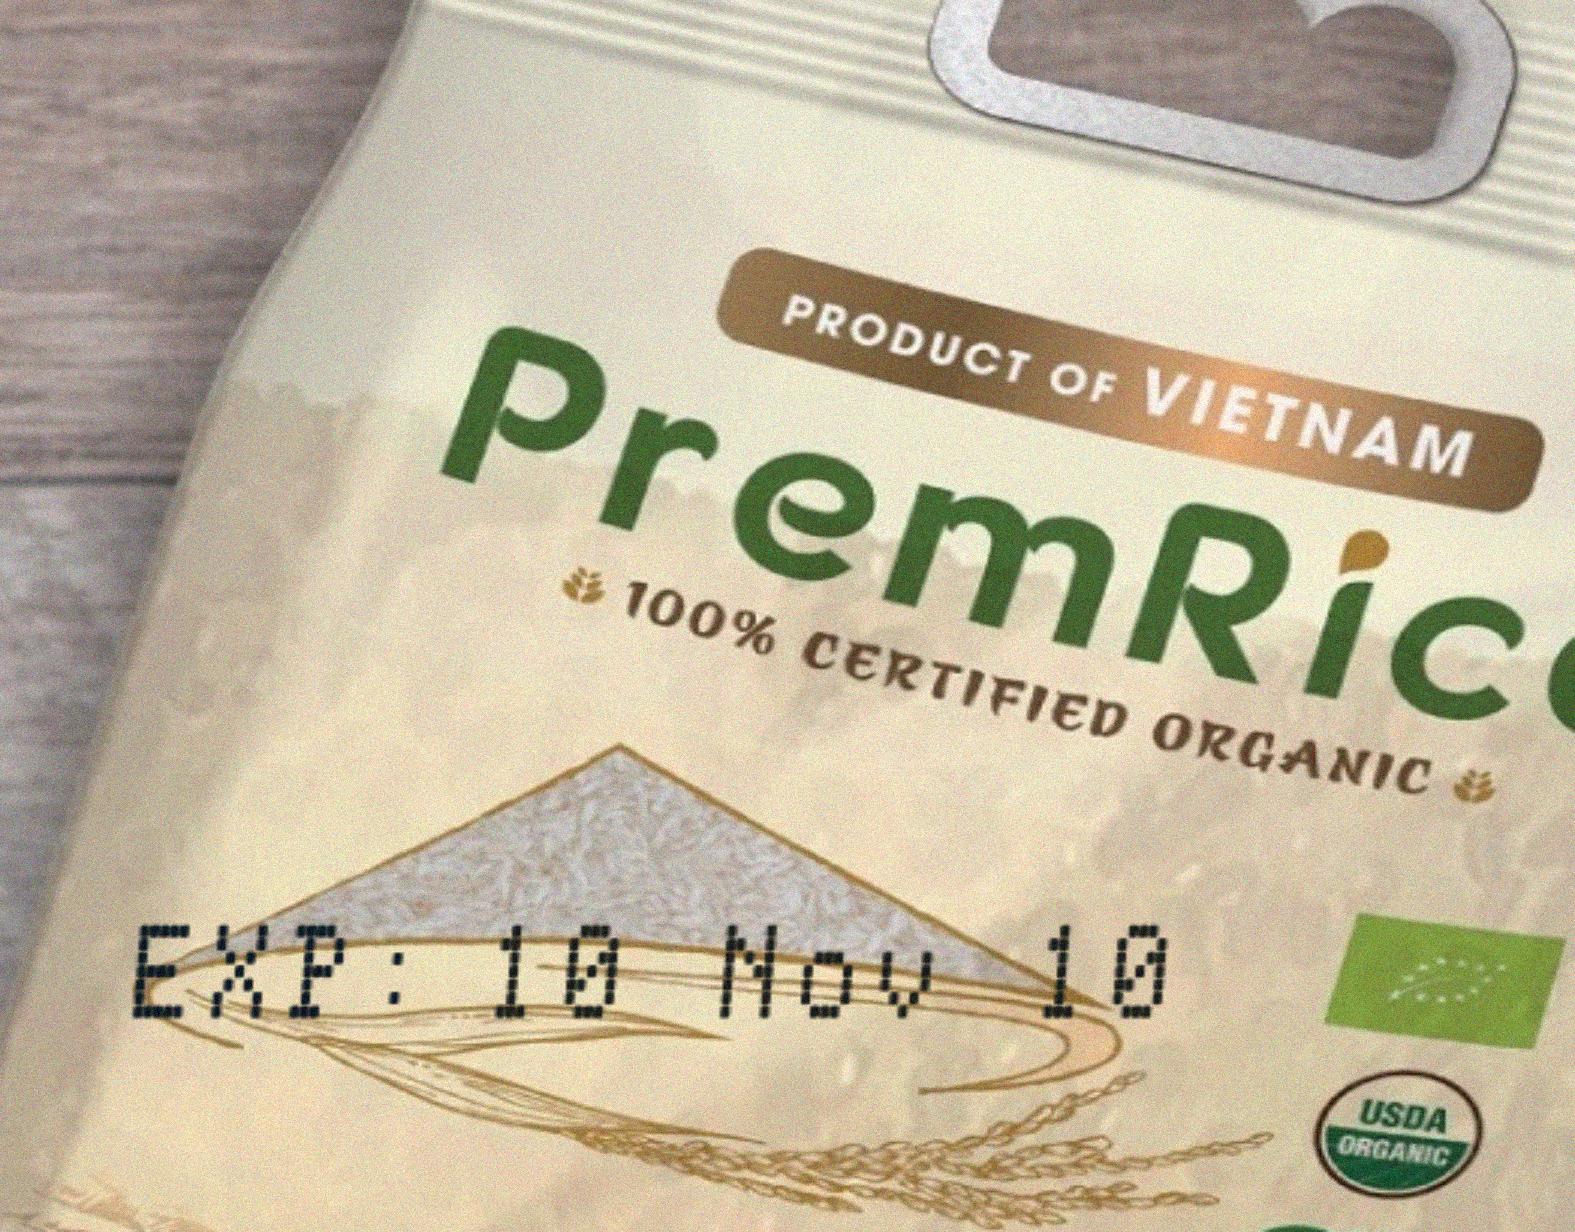 PRODUCT OF VIETNAM
PremRice
100% CERTIFIED ORGANIC
EXP: 10 Nov 10
USDA
ORGANIC